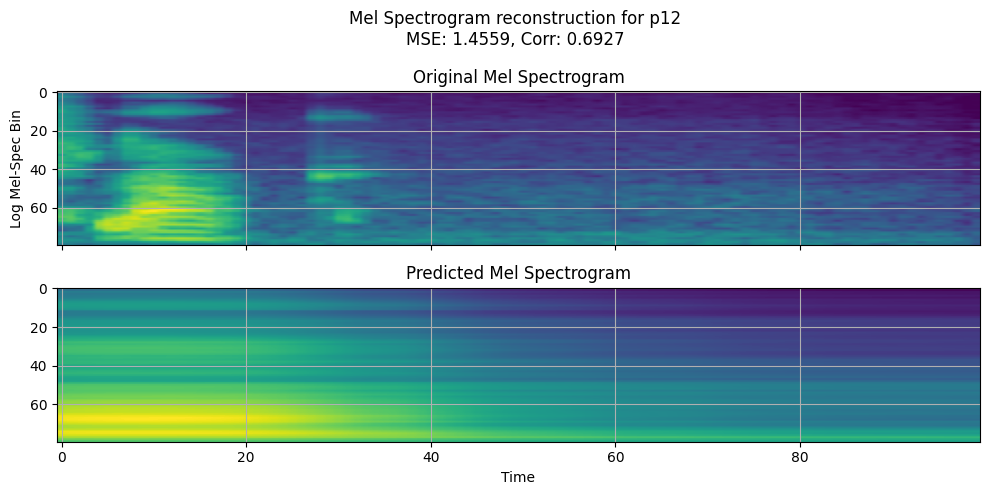 Mel Spectrogram reconstruction for p12
MSE: 1.4559, Corr: 0.6927
Original Mel Spectrogram
Log Mel-Spec Bin
0
20
40
60
Predicted Mel Spectrogram
0
20
40
60
0 20 40 60 80
Time